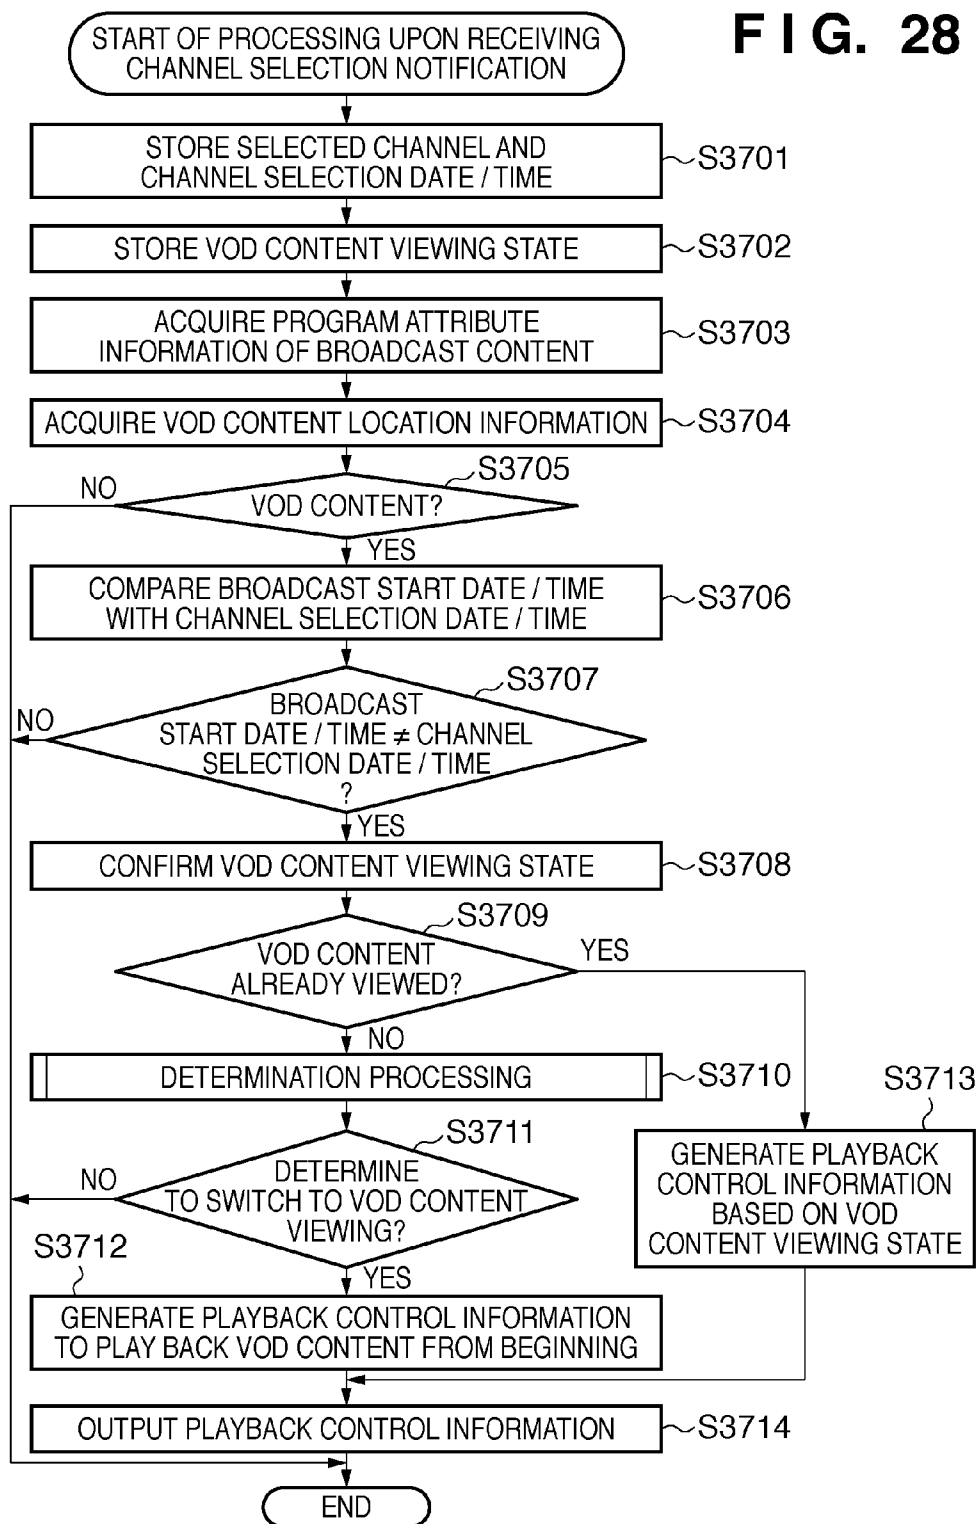 F I G. 28
START OF PROCESSING UPON RECEIVING
CHANNEL SELECTION NOTIFICATION
STORE SELECTED CHANNEL AND
CHANNEL SELECTION DATE / TIME
S3701
STORE VOD CONTENT VIEWING STATE
S3702
ACQUIRE PROGRAM ATTRIBUTE
INFORMATION OF BROADCAST CONTENT
S3703
ACQUIRE VOD CONTENT LOCATION INFORMATION
S3704
S3705
NO
VOD CONTENT?
YES
COMPARE BROADCAST START DATE / TIME
WITH CHANNEL SELECTION DATE / TIME
S3706
S3707
NO
BROADCAST
START DATE / TIME ≠ CHANNEL
SELECTION DATE / TIME
?
YES
CONFIRM VOD CONTENT VIEWING STATE
S3708
S3709
VOD CONTENT
ALREADY VIEWED?
YES
NO
DETERMINATION PROCESSING
S3710
S3711
NO
DETERMINE
TO SWITCH TO VOD CONTENT
VIEWING?
YES
S3713
GENERATE PLAYBACK
CONTROL INFORMATION
BASED ON VOD
CONTENT VIEWING STATE
S3712
GENERATE PLAYBACK CONTROL INFORMATION
TO PLAY BACK VOD CONTENT FROM BEGINNING
OUTPUT PLAYBACK CONTROL INFORMATION
S3714
END